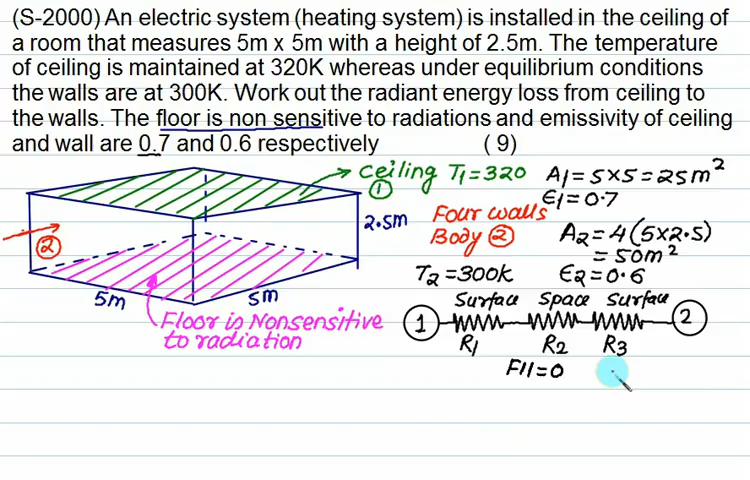 (S-2000) An electric system (heating system) is installed in the ceiling of
a room that measures 5m x 5m with a height of 2.5m. The temperature
of ceiling is maintained at 320K whereas under equilibrium conditions
the walls are at 300K. Work out the radiant energy loss from ceiling to
the walls. The floor is non sensitive to radiations and emissivity of ceiling
and wall are 0.7 and 0.6 respectively (9)
Ceiling T1=320
①
A1=5×5=25m²
ϵ1=0.7
2.5m
Four walls
Body ②
A2=4(5×2.5)
=50m²
②
T2=300k
ϵ2=0.6
5m
5m
Floor is Nonsensitive
to radiation
Surface Space Surface
1
2
R1 R2 R3
F11=0